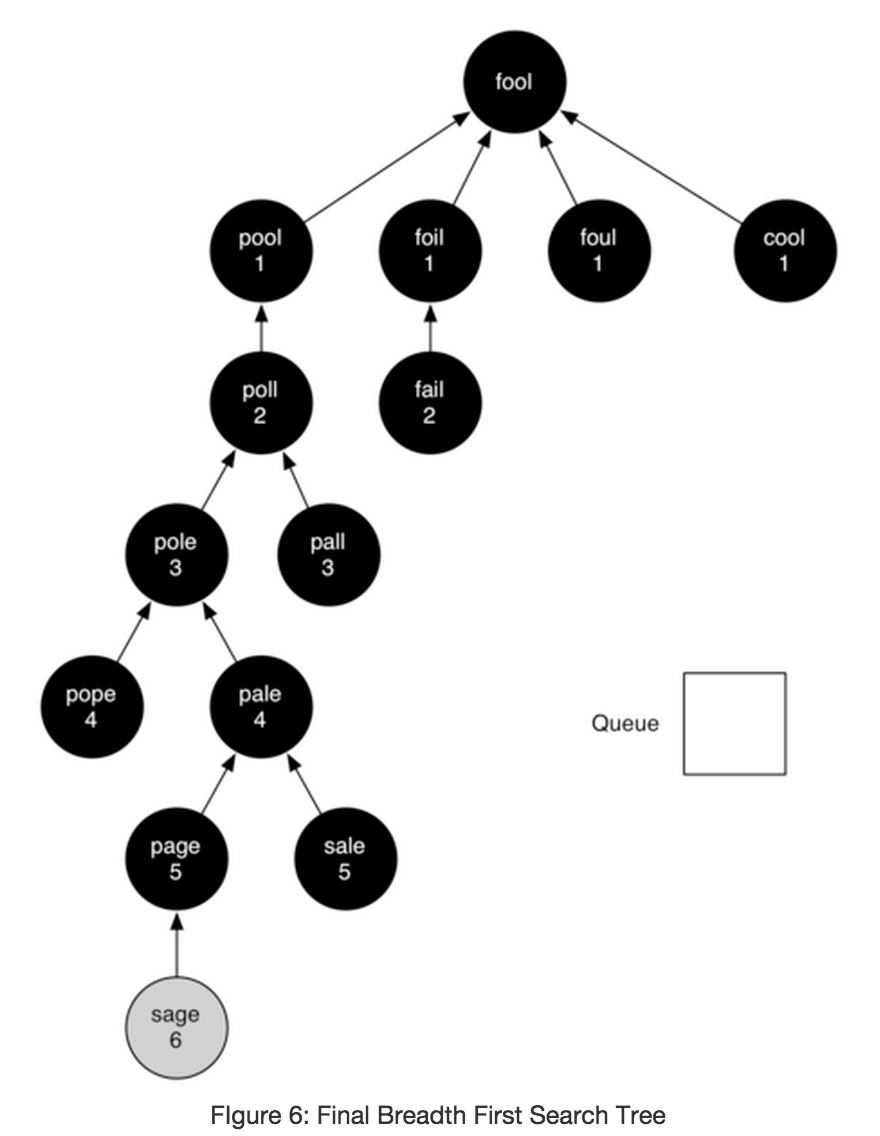 fool
pool
1
foil
1
foul
1
cool
1
poll
2
fail
2
pole
3
pall
3
pope
4
pale
4
Queue
page
5
sale
5
sage
6
FIgure 6: Final Breadth First Search Tree